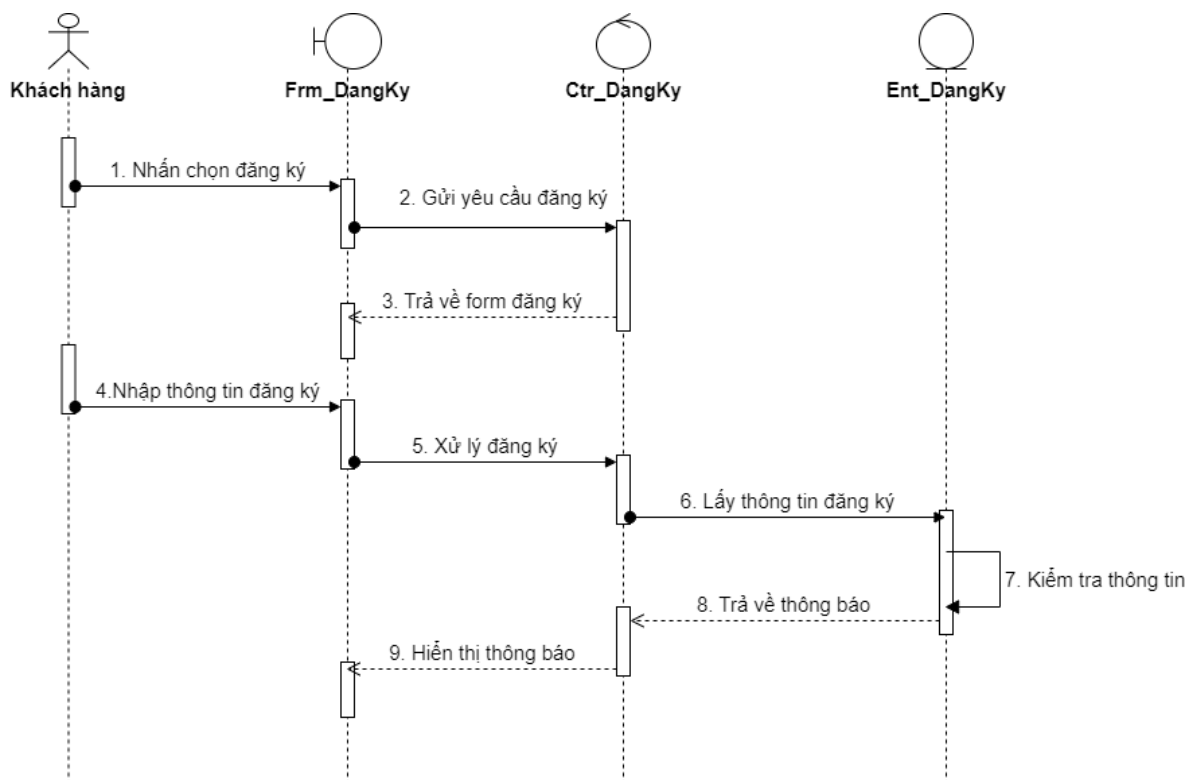 Khách hàng
Frm_DangKy
Ctr_DangKy
Ent_DangKy
1. Nhấn chọn đăng ký
2. Gửi yêu cầu đăng ký
3. Trả về form đăng ký
4.Nhập thông tin đăng ký
5. Xử lý đăng ký
6. Lấy thông tin đăng ký
7. Kiểm tra thông tin
8. Trả về thông báo
9. Hiển thị thông báo